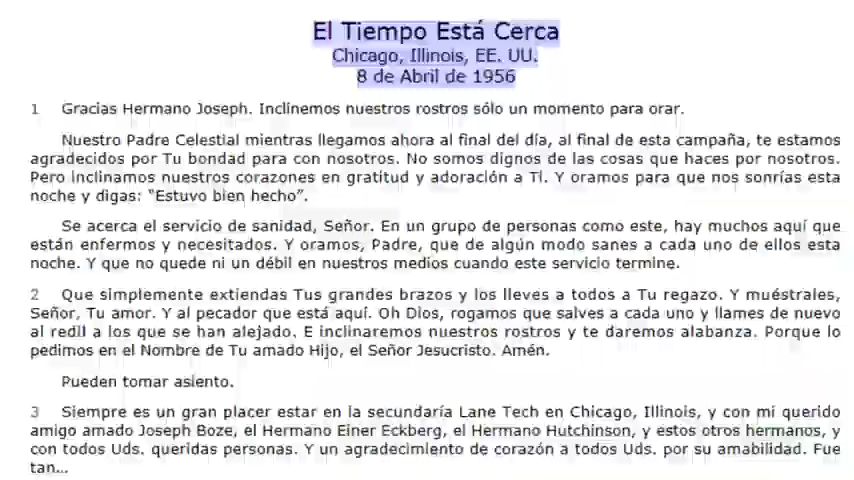 El Tiempo Está Cerca
Chicago, Illinois, EE. UU.
8 de Abril de 1956
1 Gracias Hermano Joseph. Inclinemos nuestros rostros sólo un momento para orar.
Nuestro Padre Celestial mientras llegamos ahora al final del día, al final de esta campaña, te estamos
agradecidos por Tu bondad para con nosotros. No somos dignos de las cosas que haces por nosotros.
Pero inclinamos nuestros corazones en gratitud y adoración a Ti. Y oramos para que nos sonrías esta
noche y digas: “Estuvo bien hecho”.
Se acerca el servicio de sanidad, Señor. En un grupo de personas como este, hay muchos aquí que
están enfermos y necesitados. Y oramos, Padre, que de algún modo sanes a cada uno de ellos esta
noche. Y que no quede ni un débil en nuestros medios cuando este servicio termine.
2 Que simplemente extiendas Tus grandes brazos y los lleves a todos a Tu regazo. Y muéstrales,
Señor, Tu amor. Y al pecador que está aquí. Oh Dios, rogamos que salves a cada uno y llames de nuevo
al redil a los que se han alejado. E inclinaremos nuestros rostros y te daremos alabanza. Porque lo
pedimos en el Nombre de Tu amado Hijo, el Señor Jesucristo. Amén.
Pueden tomar asiento.
3 Siempre es un gran placer estar en la secundaría Lane Tech en Chicago, Illinois, y con mi querido
amigo amado Joseph Boze, el Hermano Einer Eckberg, el Hermano Hutchinson, y estos otros hermanos, y
con todos Uds. queridas personas. Y un agradecimiento de corazón a todos Uds. por su amabilidad. Fue
tan...